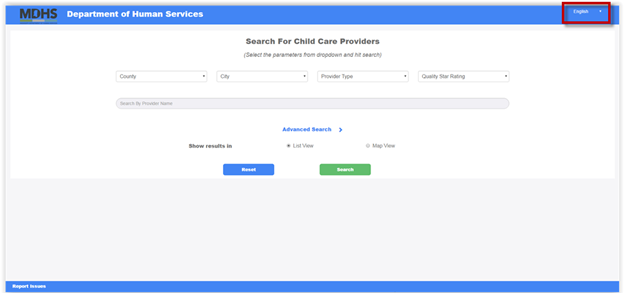 MDHS Department of Human Services English
Search For Child Care Providers
(Select the parameters from dropdown and hit search)
County City Provider Type Quality Star Rating
Search By Provider Name
Advanced Search
Show results in List View Map View
Reset Search
Report Issues